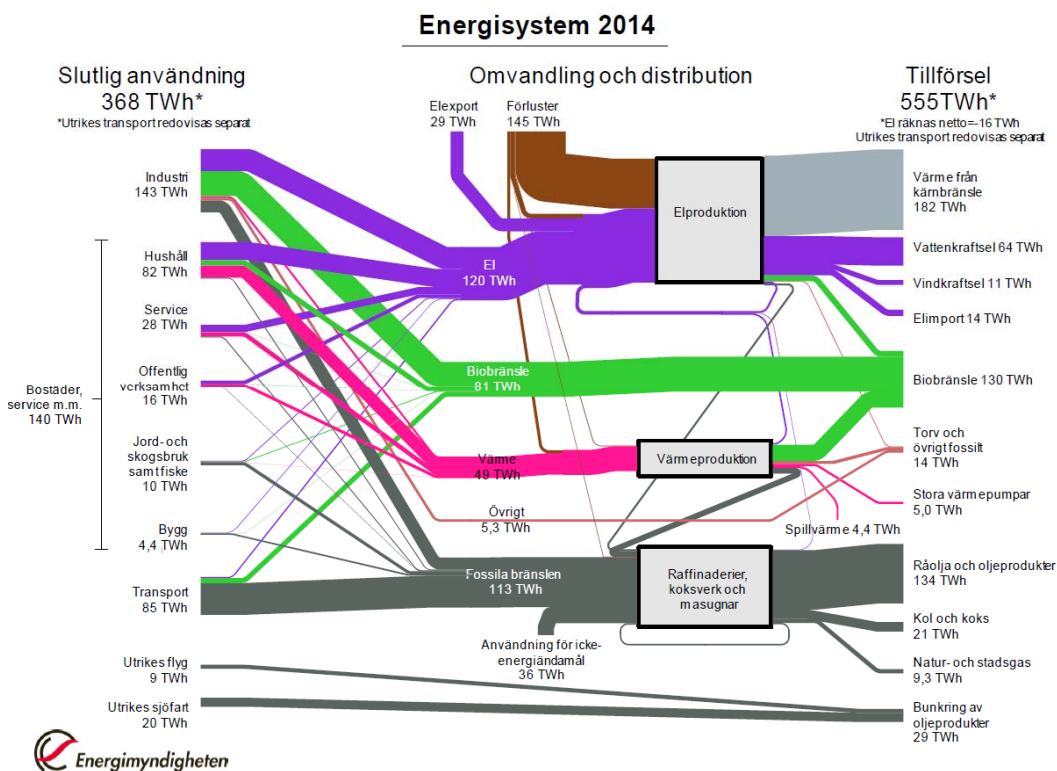 Energisystem 2014
Slutlig användning
368 TWh*
*Utrikes transport redovisas separat
Omvandling och distribution
Tillförsel
555TWh*
*El räknas netto=-16 TWh
Utrikes transport redovisas separat
Elexport
29 TWh
Förluster
145 TWh
Industri
143 TWh
Hushåll
82 TWh
Service
28 TWh
Offentlig
verksamhet
16 TWh
Bostäder,
service m.m.
140 TWh
Jord- och
skogsbruk
samt fiske
10 TWh
Bygg
4,4 TWh
Transport
85 TWh
Utrikes flyg
9 TWh
Utrikes sjöfart
20 TWh
El
120 TWh
Biobränsle
81 TWh
Värme
49 TWh
Övrigt
5,3 TWh
Fossila bränslen
113 TWh
Användning för icke-
energiändamål
36 TWh
Elproduktion
Värmeproduktion
Raffinaderier,
koksverk och
masugnar
Spillvärme 4,4 TWh
Värme från
kärnbränsle
182 TWh
Vattenkraftsel 64 TWh
Vindkraftsel 11 TWh
Elimport 14 TWh
Biobränsle 130 TWh
Torv och
övrigt fossilt
14 TWh
Stora värmepumpar
5,0 TWh
Råolja och oljeprodukter
134 TWh
Kol och koks
21 TWh
Natur- och stadsgas
9,3 TWh
Bunkring av
oljeprodukter
29 TWh
Energimyndigheten